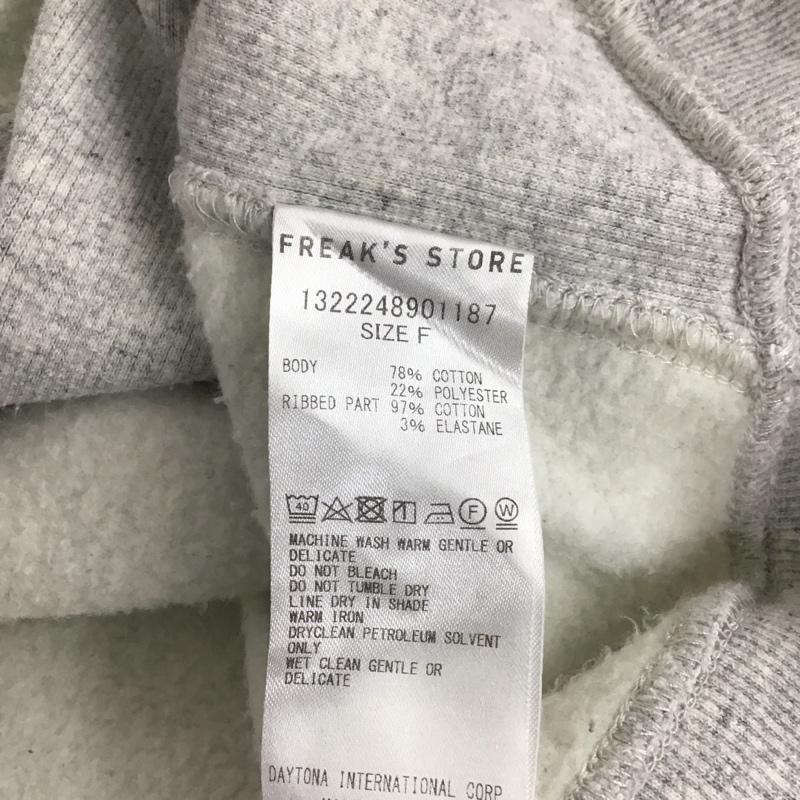 FREAK'S STORE
1322248901187
SIZE F
BODY 78% COTTON
22% POLYESTER
RIBBED PART 97% COTTON
3% ELASTANE
40 F W
MACHINE WASH WARM GENTLE OR
DELICATE
DO NOT BLEACH
DO NOT TUMBLE DRY
LINE DRY IN SHADE
WARM IRON
DRYCLEAN PETROLEUM SOLVENT
ONLY
WET CLEAN GENTLE OR
DELICATE
DAYTONA INTERNATIONAL CORP